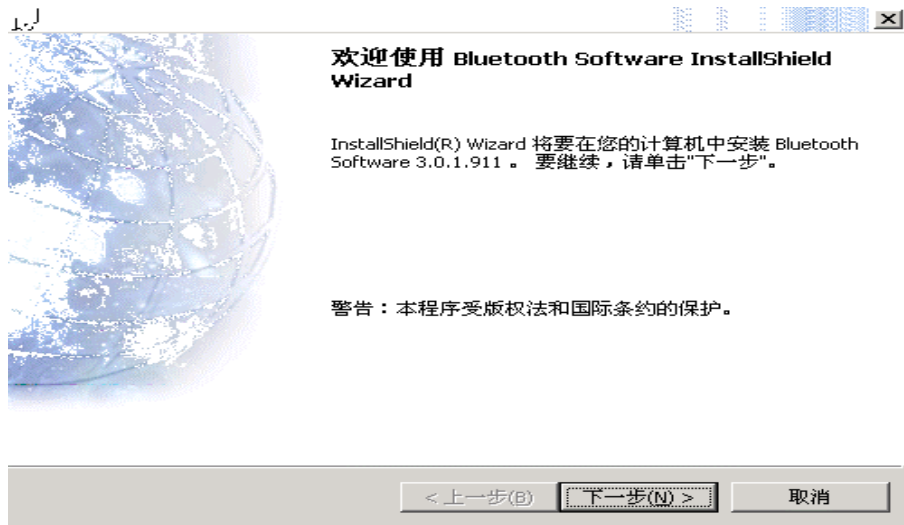 欢迎使用 Bluetooth Software InstallShield
Wizard
InstallShield(R) Wizard 将要在您的计算机中安装 Bluetooth
Software 3.0.1.911 。 要继续，请单击"下一步"。
警告：本程序受版权法和国际条约的保护。
< 上一步(B) 下一步(N) > 取消